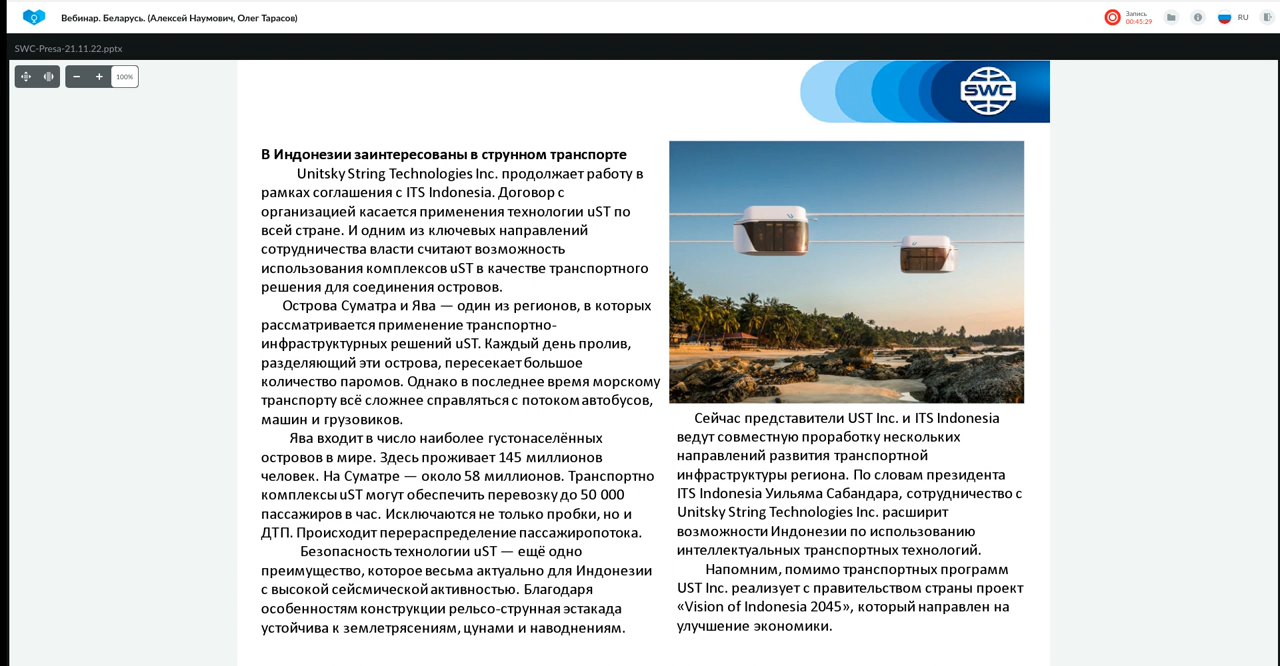 Вебинар. Беларусь. (Алексей Наумович, Олег Тарасов)
Запись
00:45:29
RU
SWC-Presa-21.11.22.pptx
100%
SWC
В Индонезии заинтересованы в струнном транспорте
Unitsky String Technologies Inc. продолжает работу в
рамках соглашения с ITS Indonesia. Договор с
организацией касается применения технологии uST по
всей стране. И одним из ключевых направлений
сотрудничества власти считают возможность
использования комплексов uST в качестве транспортного
решения для соединения островов.
Острова Суматра и Ява — один из регионов, в которых
рассматривается применение транспортно-
инфраструктурных решений uST. Каждый день пролив,
разделяющий эти острова, пересекает большое
количество паромов. Однако в последнее время морскому
транспорту всё сложнее справляться с потоком автобусов,
машин и грузовиков.
Ява входит в число наиболее густонаселённых
островов в мире. Здесь проживает 145 миллионов
человек. На Суматре — около 58 миллионов. Транспортно
комплексы uST могут обеспечить перевозку до 50 000
пассажиров в час. Исключаются не только пробки, но и
ДТП. Происходит перераспределение пассажиропотока.
Безопасность технологии uST — ещё одно
преимущество, которое весьма актуально для Индонезии
с высокой сейсмической активностью. Благодаря
особенностям конструкции рельсо-струнная эстакада
устойчива к землетрясениям, цунами и наводнениям.
Сейчас представители UST Inc. и ITS Indonesia
ведут совместную проработку нескольких
направлений развития транспортной
инфраструктуры региона. По словам президента
ITS Indonesia Уильяма Сабандара, сотрудничество с
Unitsky String Technologies Inc. расширит
возможности Индонезии по использованию
интеллектуальных транспортных технологий.
Напомним, помимо транспортных программ
UST Inc. реализует с правительством страны проект
«Vision of Indonesia 2045», который направлен на
улучшение экономики.